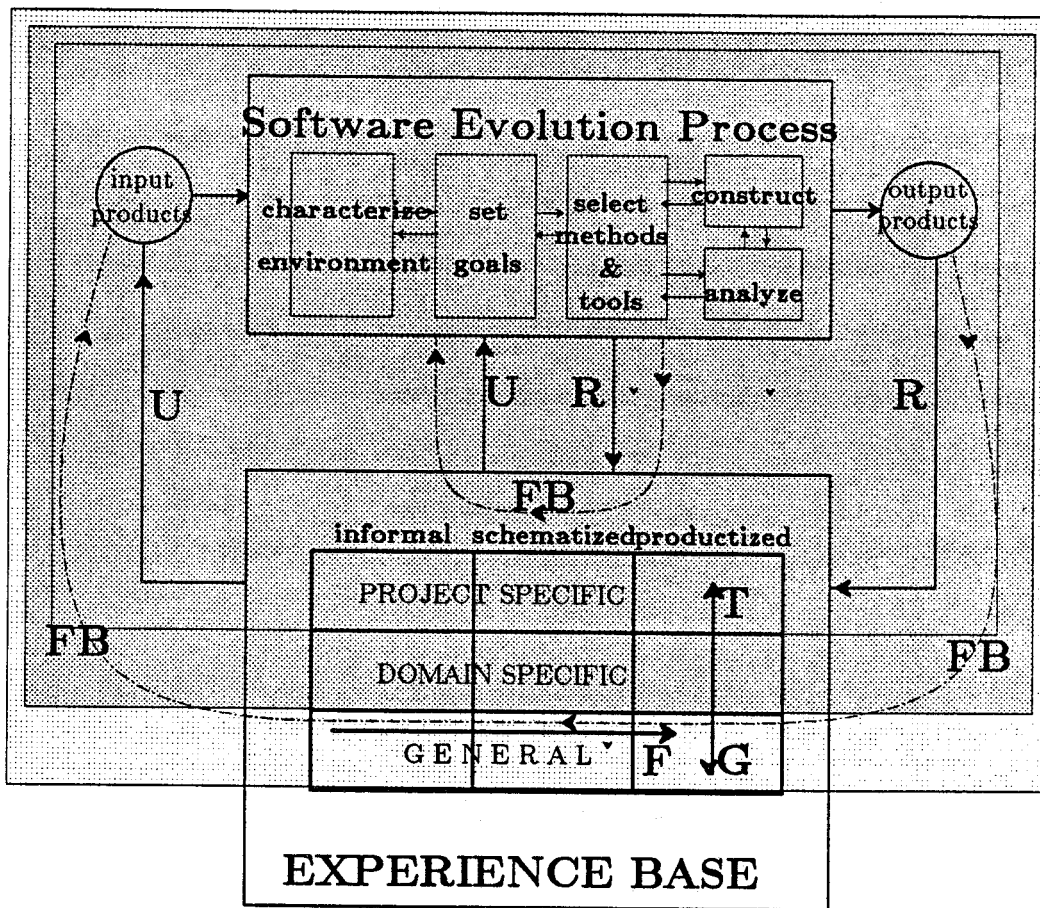 Software Evolution Process
input
products
characterize
environment
set
goals
select
methods
&
tools
construct
analyze
output
products
U
U
R
R
FB
informal schematized productized
PROJECT SPECIFIC
T
FB
FB
DOMAIN SPECIFIC
GENERAL
F
G
EXPERIENCE BASE